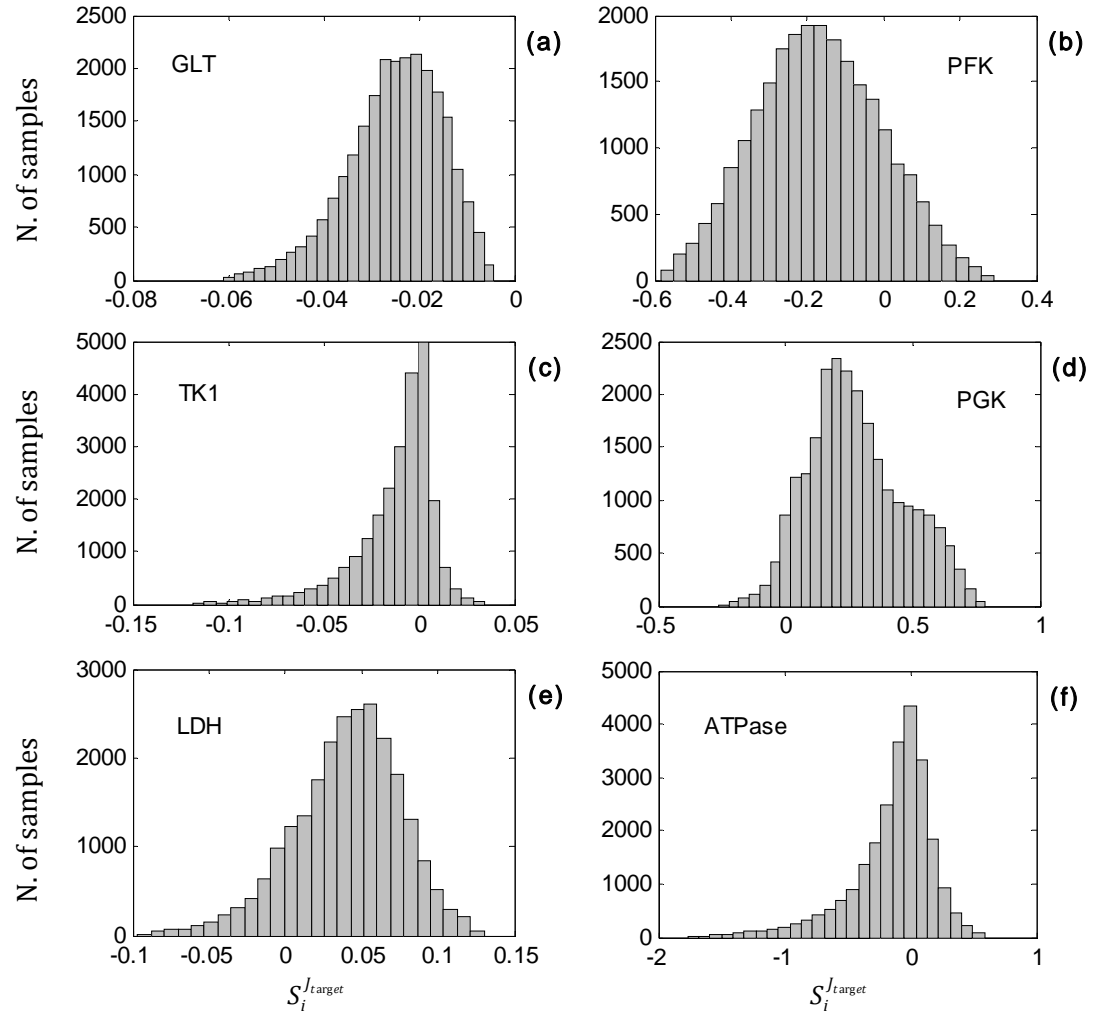 (a)
GLT
N. of samples
2500
2000
1500
1000
500
0
-0.08 -0.06 -0.04 -0.02 0
(b)
PFK
2000
1500
1000
500
0
-0.6 -0.4 -0.2 0 0.2 0.4
(c)
TK1
N. of samples
5000
4000
3000
2000
1000
0
-0.15 -0.1 -0.05 0 0.05
(d)
PGK
2500
2000
1500
1000
500
0
-0.5 0 0.5 1
(e)
LDH
N. of samples
3000
2000
1000
0
-0.1 -0.05 0 0.05 0.1 0.15
S_i^{J_{target}}
(f)
ATPase
5000
4000
3000
2000
1000
0
-2 -1 0 1
S_i^{J_{target}}